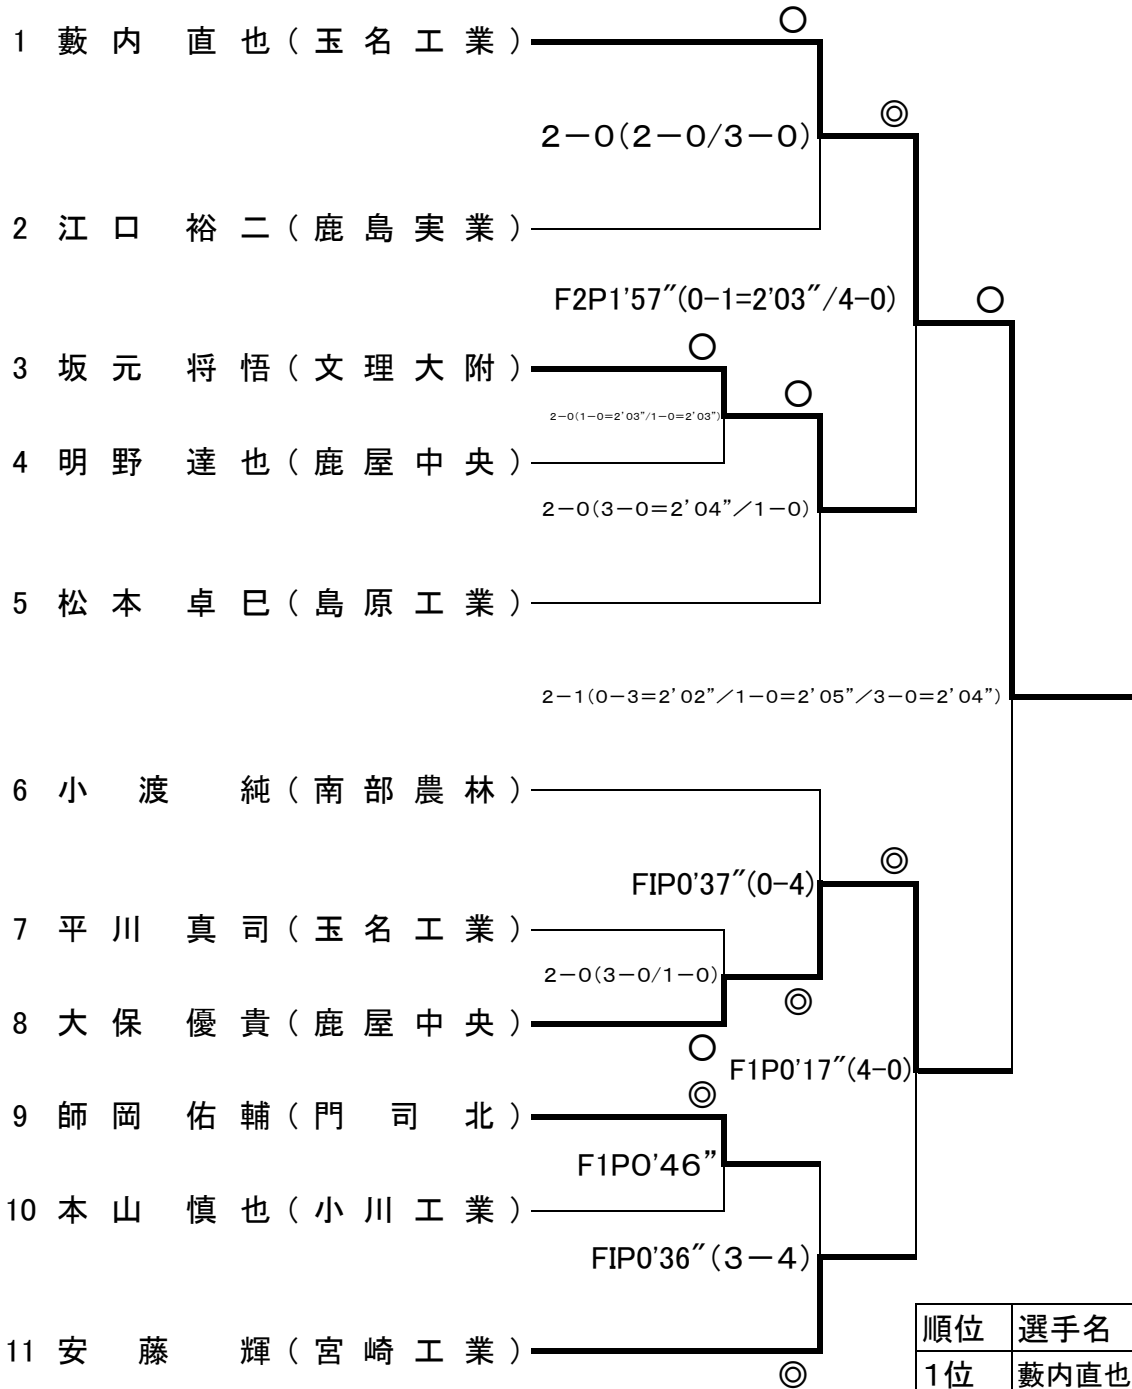 ○
1 藪内 直也(玉名工業)
◎
2-0(2-0/3-0)
2 江口 裕二(鹿島実業)
F2P1'57"(0-1=2'03"/4-0) ○
○
3 坂元 将悟(文理大附)
○
2-0(1-0=2'03"/1-0=2'03")
4 明野 達也(鹿屋中央)
2-0(3-0=2'04"/1-0)
5 松本 卓巳(島原工業)
2-1(0-3=2'02"/1-0=2'05"/3-0=2'04")
6 小渡 純(南部農林)
◎
FIP0'37"(0-4)
7 平川 真司(玉名工業)
2-0(3-0/1-0)
◎
8 大保 優貴(鹿屋中央)
○
F1P0'17"(4-0)
◎
9 師岡 佑輔(門司北)
F1P0'46"
10 本山 慎也(小川工業)
FIP0'36"(3-4)
順位 選手名
11 安藤 輝(宮崎工業)
◎
1位 藪内直也